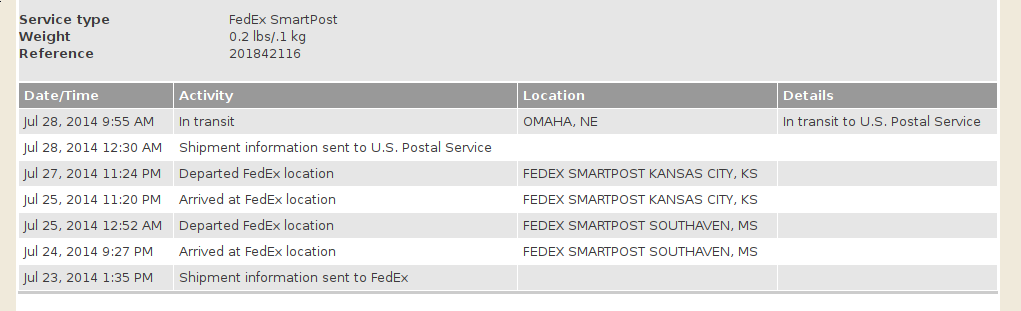 Service type FedEx SmartPost
Weight 0.2 lbs/.1 kg
Reference 201842116
Date/Time Activity Location Details
Jul 28, 2014 9:55 AM In transit OMAHA, NE In transit to U.S. Postal Service
Jul 28, 2014 12:30 AM Shipment information sent to U.S. Postal Service
Jul 27, 2014 11:24 PM Departed FedEx location FEDEX SMARTPOST KANSAS CITY, KS
Jul 25, 2014 11:20 PM Arrived at FedEx location FEDEX SMARTPOST KANSAS CITY, KS
Jul 25, 2014 12:52 AM Departed FedEx location FEDEX SMARTPOST SOUTHAVEN, MS
Jul 24, 2014 9:27 PM Arrived at FedEx location FEDEX SMARTPOST SOUTHAVEN, MS
Jul 23, 2014 1:35 PM Shipment information sent to FedEx